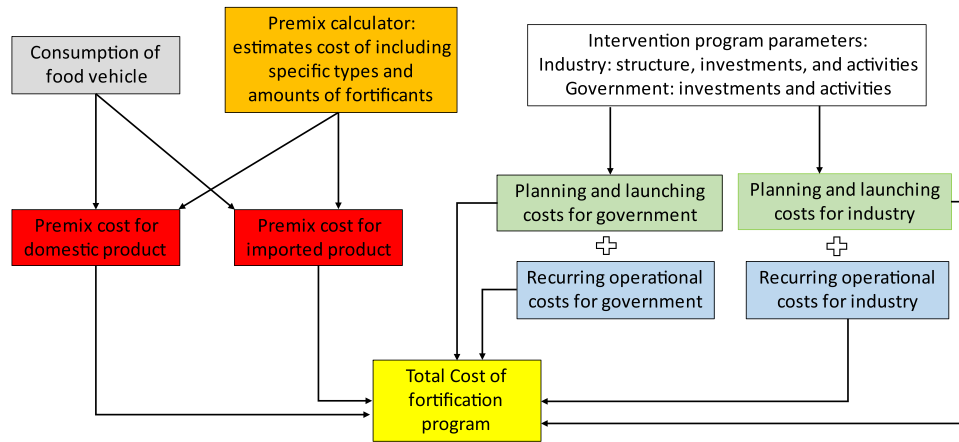 Consumption of
food vehicle
Premix calculator:
estimates cost of including
specific types and
amounts of fortificants
Intervention program parameters:
Industry: structure, investments, and activities
Government: investments and activities
Premix cost for
domestic product
Premix cost for
imported product
Planning and launching
costs for government
Planning and launching
costs for industry
Recurring operational
costs for government
Recurring operational
costs for industry
Total Cost of
fortification
program